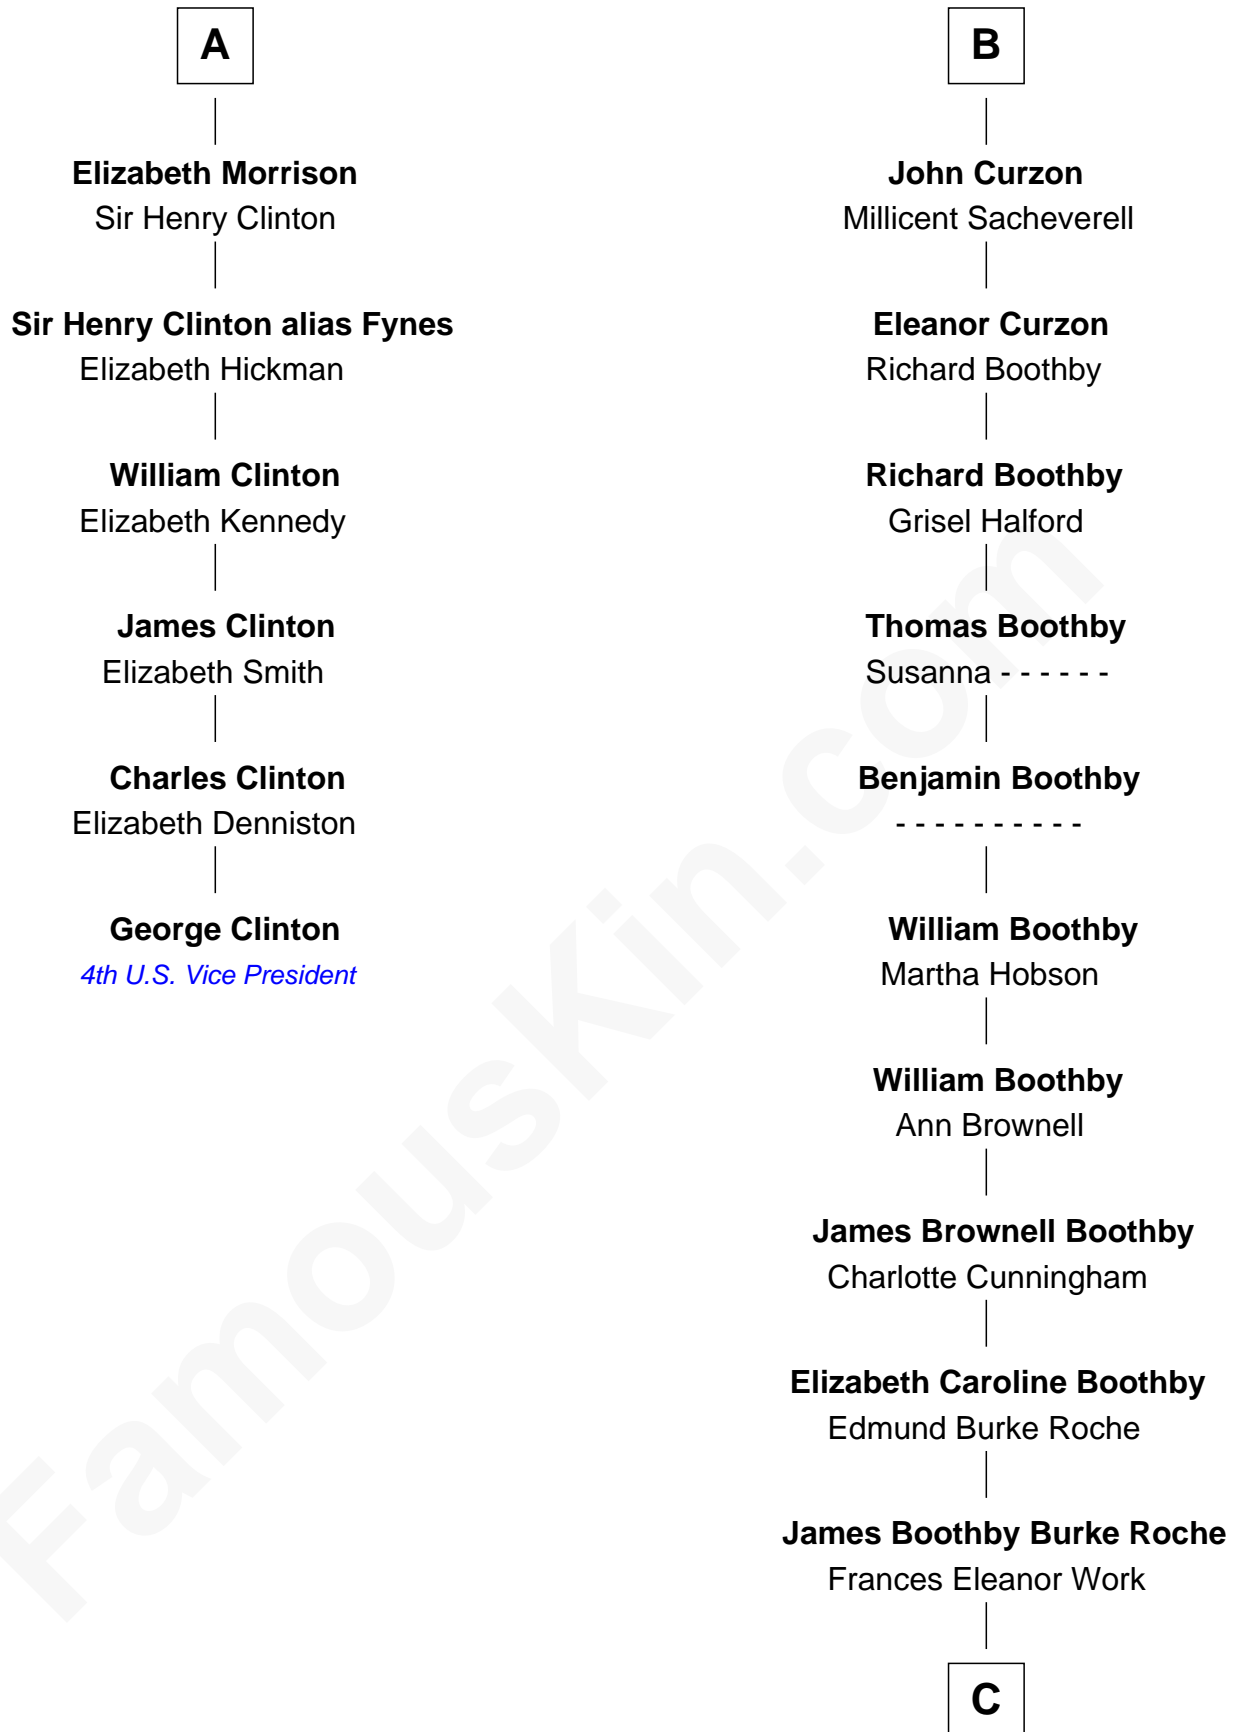 A
Elizabeth Morrison
Sir Henry Clinton
Sir Henry Clinton alias Fynes
Elizabeth Hickman
William Clinton
Elizabeth Kennedy
James Clinton
Elizabeth Smith
Charles Clinton
Elizabeth Denniston
George Clinton
4th U.S. Vice President
B
John Curzon
Millicent Sacheverell
Eleanor Curzon
Richard Boothby
Richard Boothby
Grisel Halford
Thomas Boothby
Susanna - - - - - -
Benjamin Boothby
- - - - - - - - - -
William Boothby
Martha Hobson
William Boothby
Ann Brownell
James Brownell Boothby
Charlotte Cunningham
Elizabeth Caroline Boothby
Edmund Burke Roche
James Boothby Burke Roche
Frances Eleanor Work
C
FamousKin.com